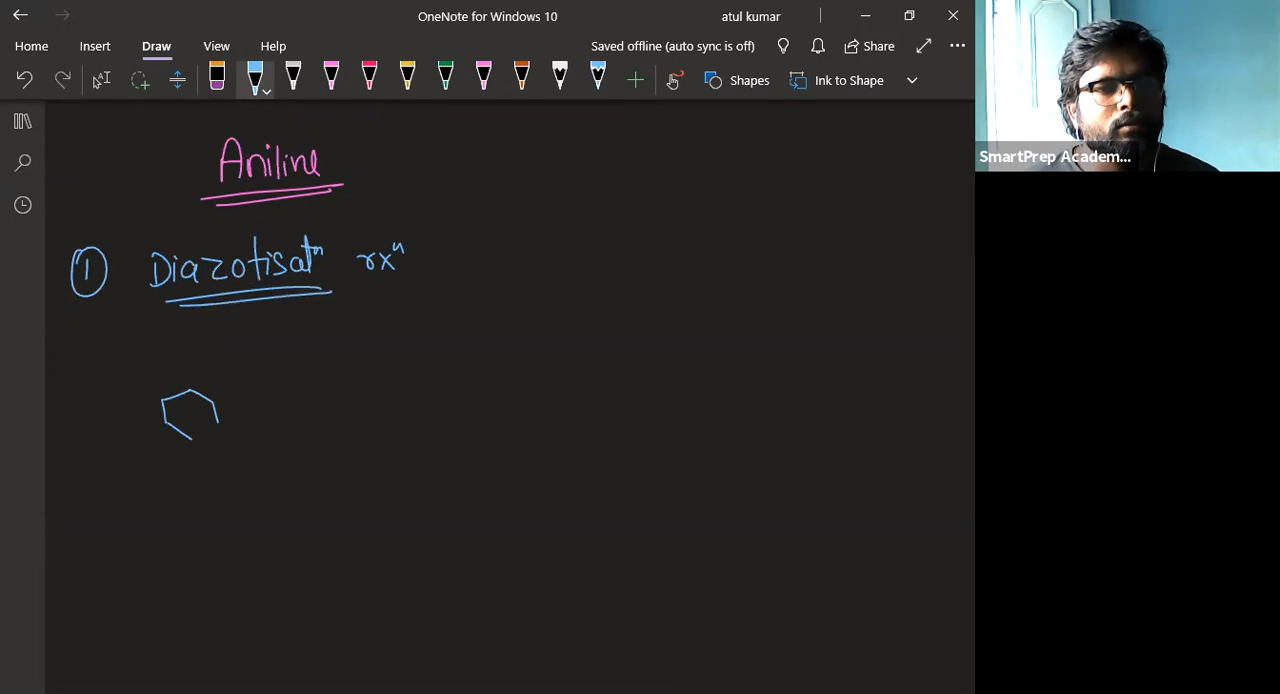 OneNote for Windows 10
atul kumar
Home Insert Draw View Help
Saved offline (auto sync is off)
Share
Shapes
Ink to Shape
SmartPrep Academ...
Aniline
① Diazotisatⁿ rxⁿ